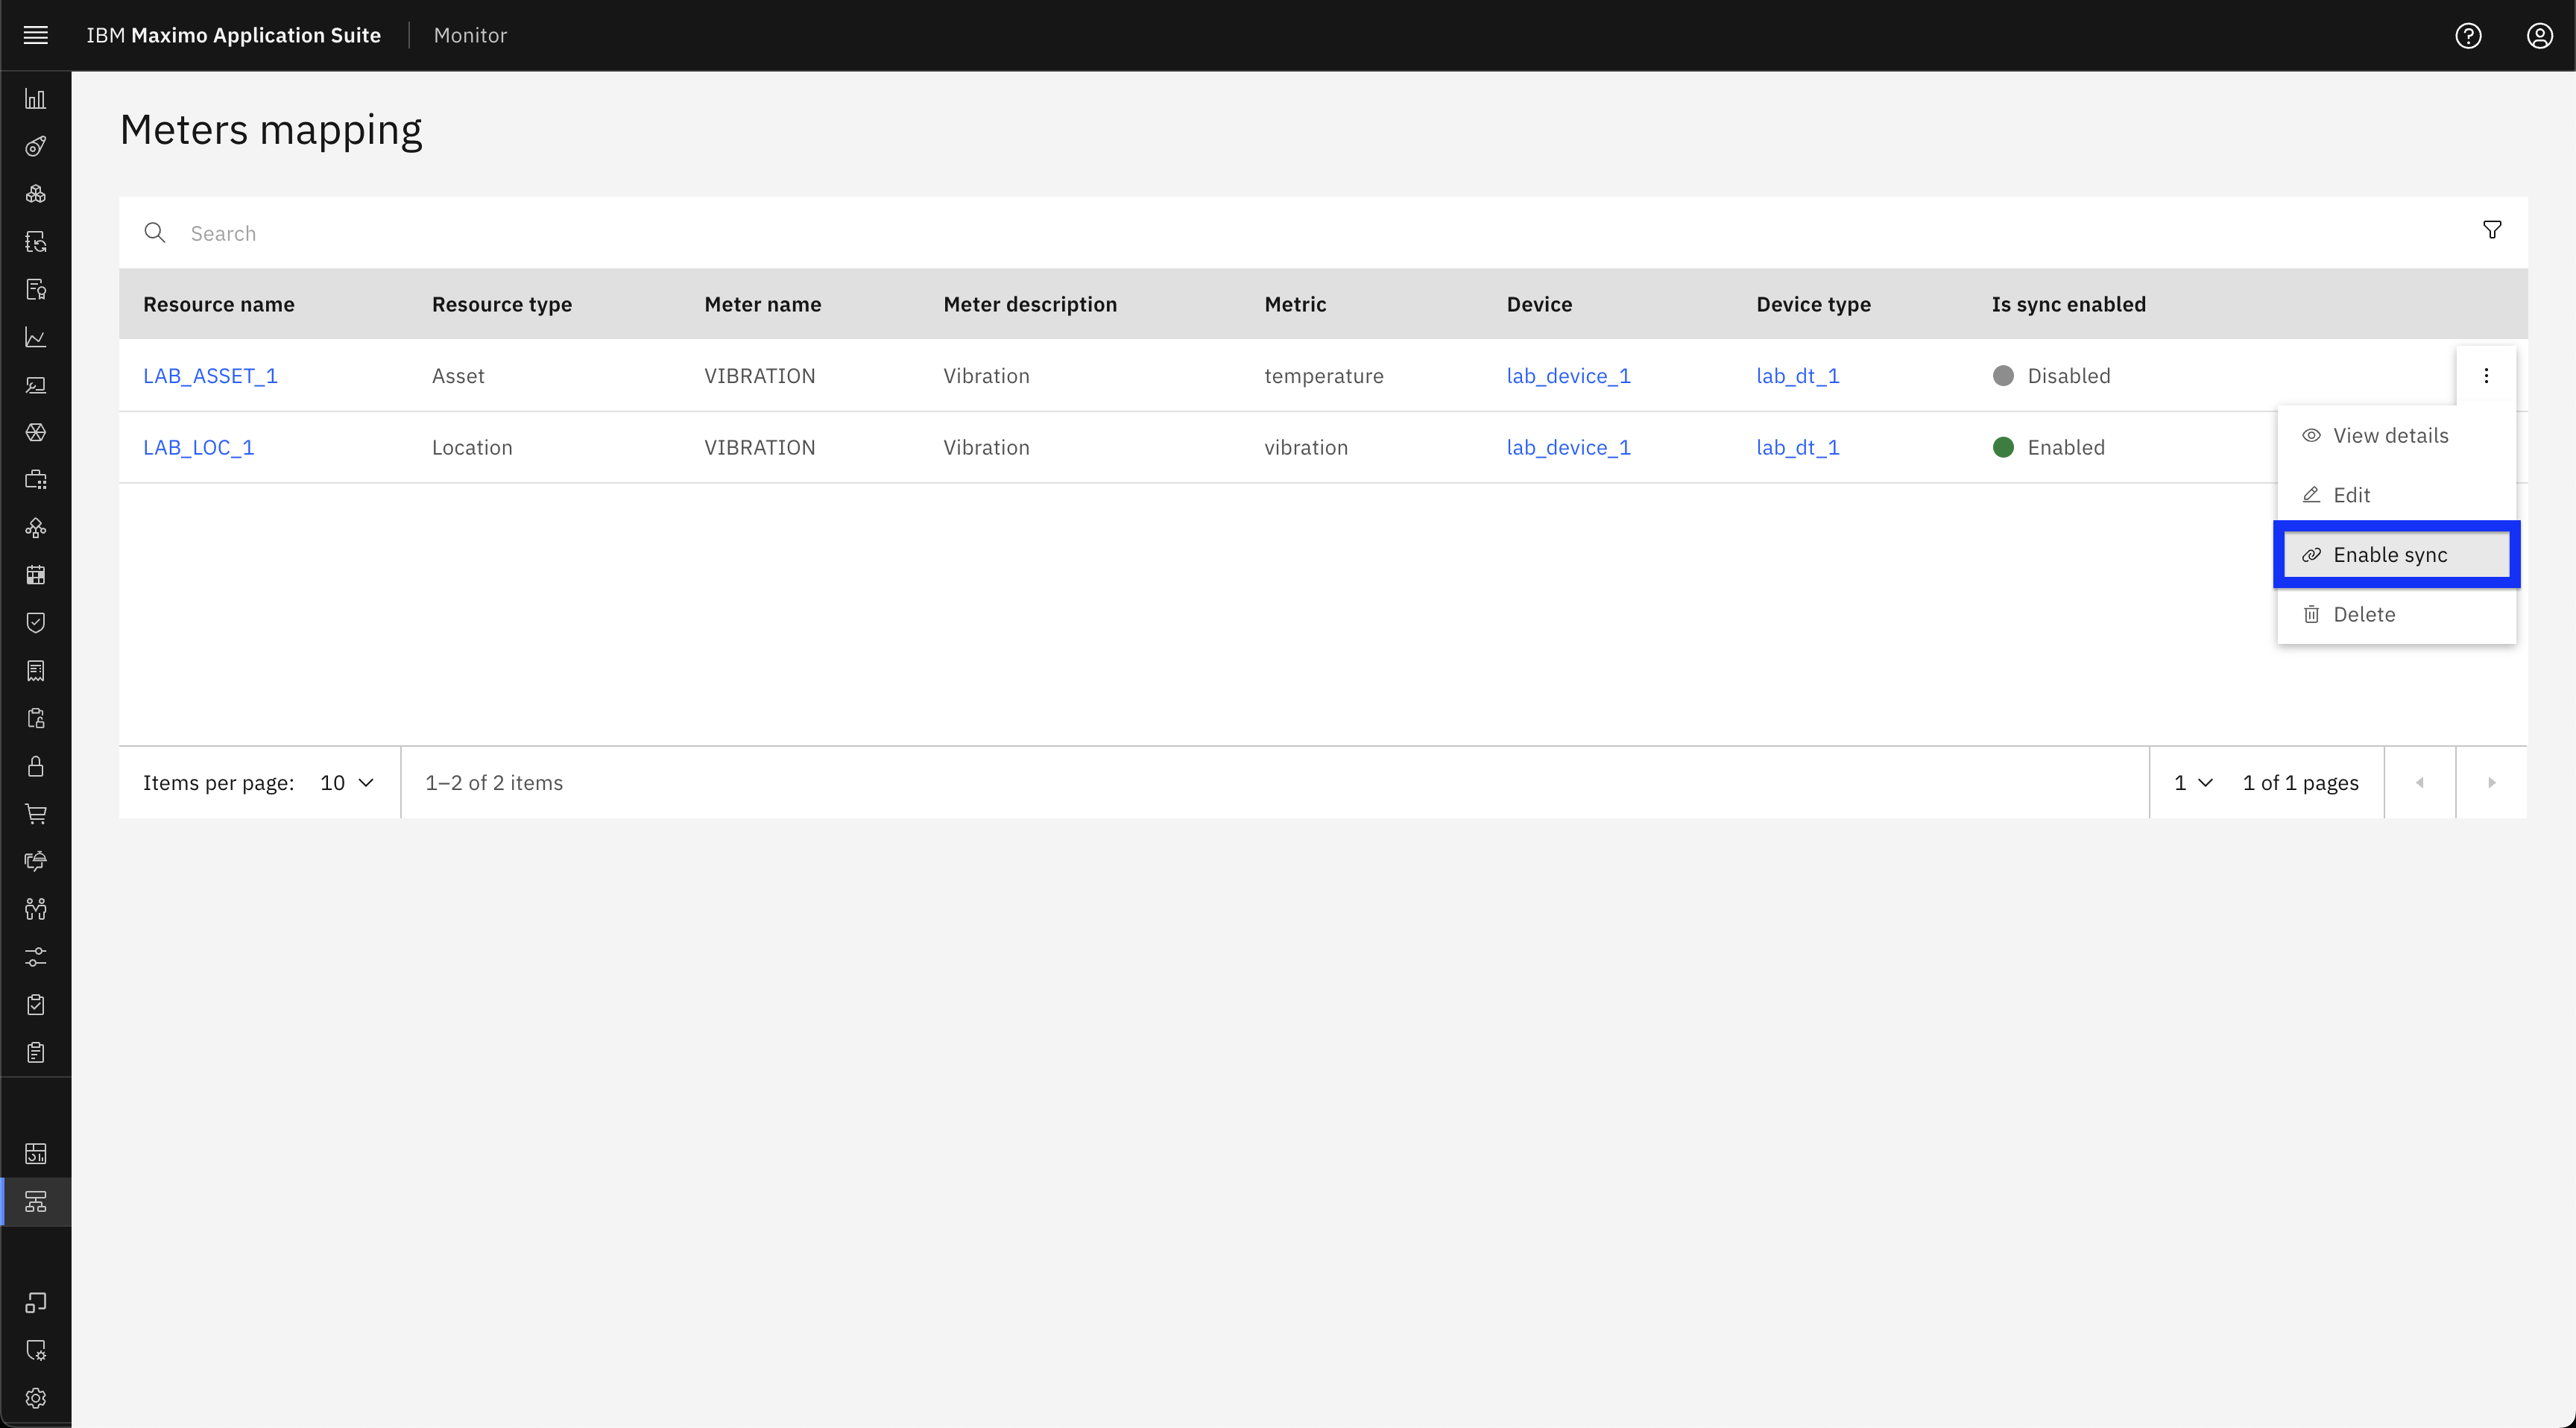 IBM Maximo Application Suite Monitor
Meters mapping
Search
Resource name Resource type Meter name Meter description Metric Device Device type Is sync enabled
LAB_ASSET_1 Asset VIBRATION Vibration temperature lab_device_1 lab_dt_1 Disabled
LAB_LOC_1 Location VIBRATION Vibration vibration lab_device_1 lab_dt_1 Enabled
View details
Edit
Enable sync
Delete
Items per page: 10 1–2 of 2 items 1 1 of 1 pages